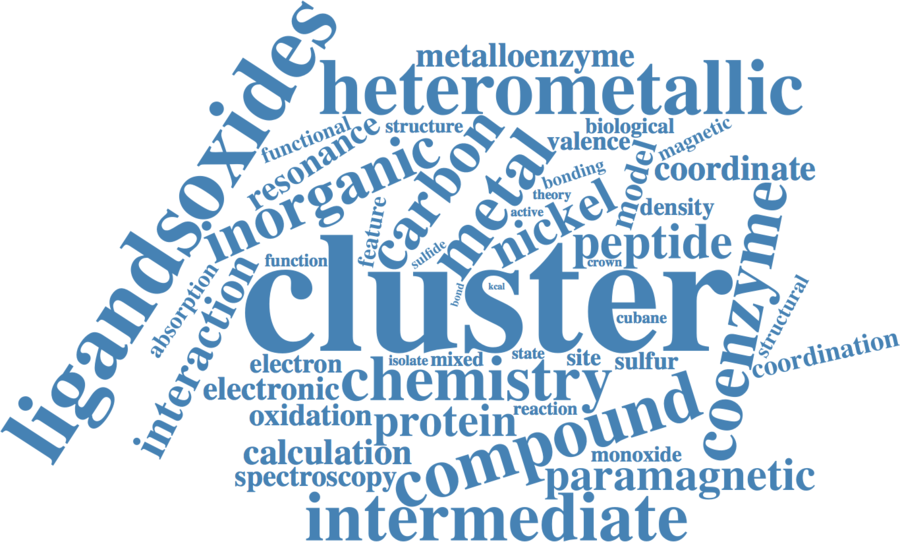 metalloenzyme
heterometallic
ligands
oxides
functional
structure
biological
resonance
valence
magnetic
inorganic
carbon
metal
bonding
model
coordinate
theory
active
nickel
density
feature
sulfide
peptide
coenzyme
function
crown
absorption
interaction
cluster
bond
kcal
cubane
structural
electron
isolate
mixed
state
site
sulfur
coordination
electronic
chemistry
oxidation
protein
reaction
compound
calculation
monoxide
spectroscopy
paramagnetic
intermediate